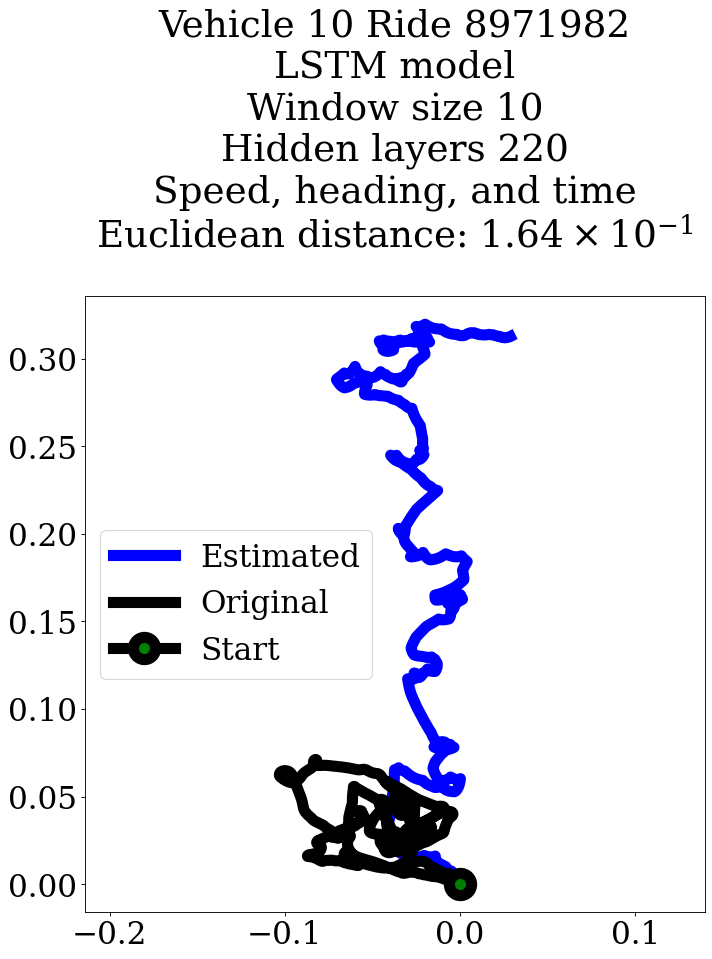 Vehicle 10 Ride 8971982
LSTM model
Window size 10
Hidden layers 220
Speed, heading, and time
Euclidean distance: 1.64 × 10⁻¹
0.30
0.25
0.20
0.15
0.10
0.05
0.00
Estimated
Original
Start
−0.2 −0.1 0.0 0.1